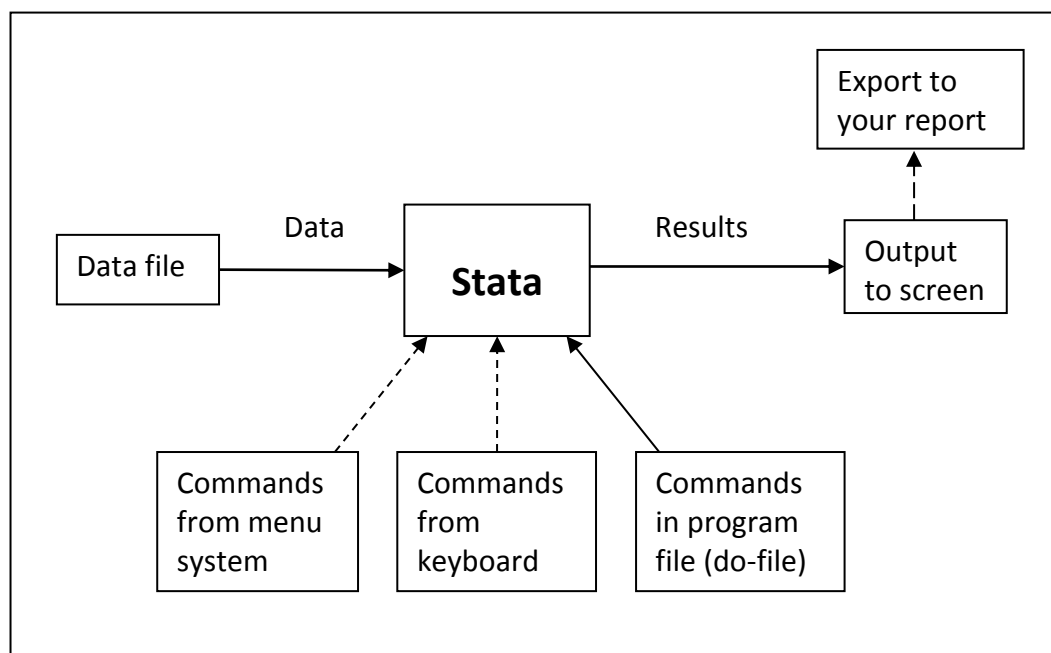 Export to
your report
Data
Results
Data file
Stata
Output
to screen
Commands
from menu
system
Commands
from
keyboard
Commands
in program
file (do-file)